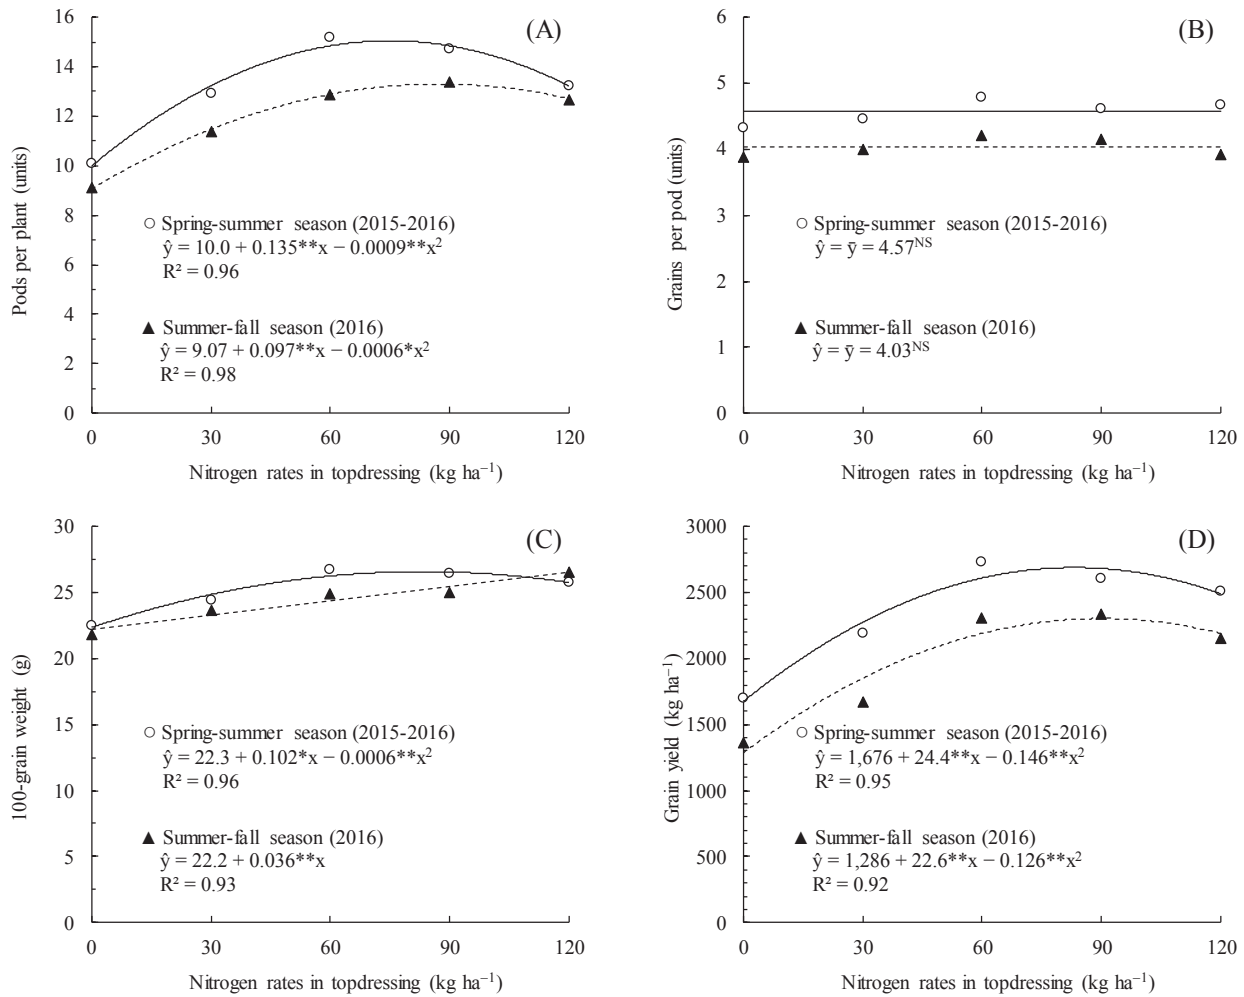 (A)
Pods per plant (units)
16
14
12
10
8
6
4
2
0
○ Spring-summer season (2015-2016)
ŷ = 10.0 + 0.135**x − 0.0009**x²
R² = 0.96
▲ Summer-fall season (2016)
ŷ = 9.07 + 0.097**x − 0.0006*x²
R² = 0.98
0 30 60 90 120
Nitrogen rates in topdressing (kg ha⁻¹)
(B)
Grains per pod (units)
6
5
4
3
2
1
0
○ Spring-summer season (2015-2016)
ŷ = ȳ = 4.57ᴺˢ
▲ Summer-fall season (2016)
ŷ = ȳ = 4.03ᴺˢ
0 30 60 90 120
Nitrogen rates in topdressing (kg ha⁻¹)
(C)
100-grain weight (g)
30
25
20
15
10
5
0
○ Spring-summer season (2015-2016)
ŷ = 22.3 + 0.102*x − 0.0006**x²
R² = 0.96
▲ Summer-fall season (2016)
ŷ = 22.2 + 0.036**x
R² = 0.93
0 30 60 90 120
Nitrogen rates in topdressing (kg ha⁻¹)
(D)
Grain yield (kg ha⁻¹)
3000
2500
2000
1500
1000
500
0
○ Spring-summer season (2015-2016)
ŷ = 1,676 + 24.4**x − 0.146**x²
R² = 0.95
▲ Summer-fall season (2016)
ŷ = 1,286 + 22.6**x − 0.126**x²
R² = 0.92
0 30 60 90 120
Nitrogen rates in topdressing (kg ha⁻¹)